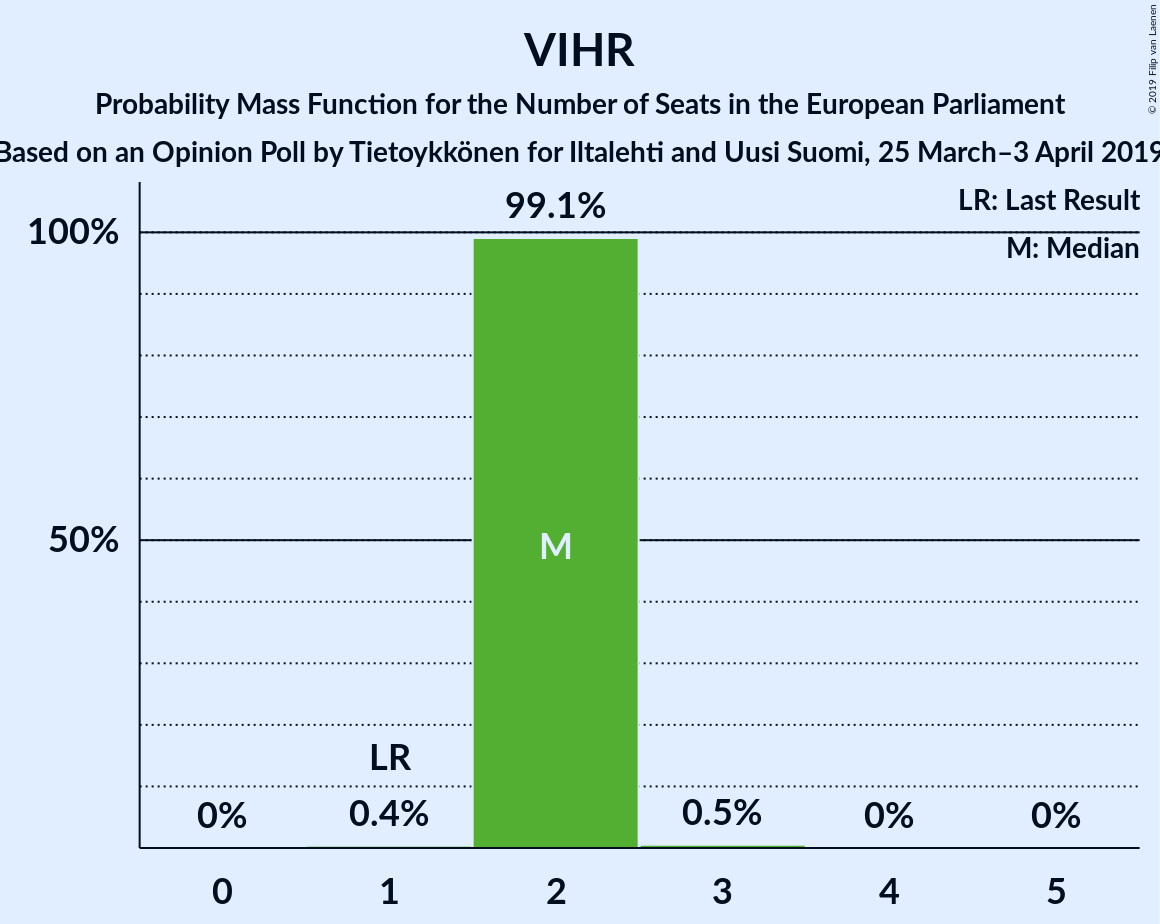 VIHR
Probability Mass Function for the Number of Seats in the European Parliament
Based on an Opinion Poll by Tietoykkönen for Iltalehti and Uusi Suomi, 25 March–3 April 2019
© 2019 Filip van Laenen
LR: Last Result
M: Median
99.1%
100%
50%
M
LR
0% 0.4% 0.5% 0% 0%
0 1 2 3 4 5